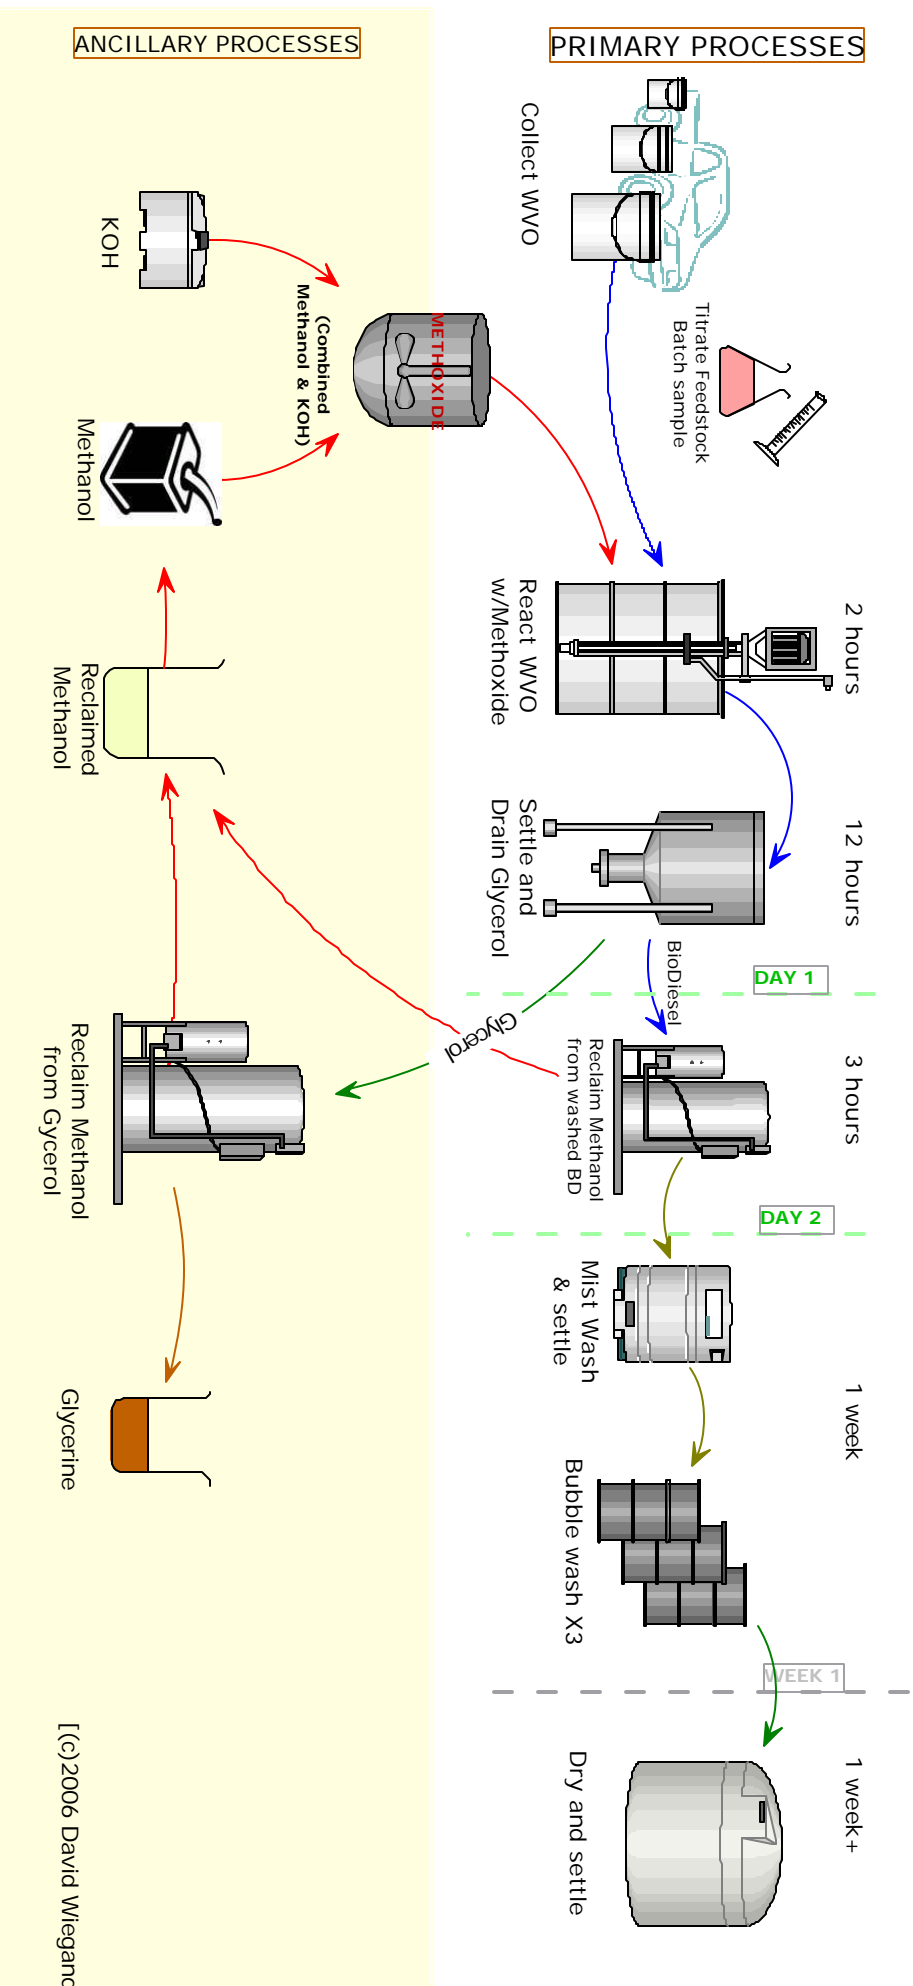 ANCILLARY PROCESSES
PRIMARY PROCESSES
Collect WVO
Titrate Feedstock
Batch sample
KOH
(Combined
Methanol & KOH)
METHOXIDE
Methanol
React WVO
w/Methoxide
2 hours
Reclaimed
Methanol
Settle and
Drain Glycerol
12 hours
BioDiesel
DAY 1
Glycerol
Reclaim Methanol
from Gycerol
Reclaim Methanol
from washed BD
3 hours
DAY 2
Mist Wash
& settle
1 week
Glycerine
Bubble wash X3
WEEK 1
Dry and settle
1 week+
[(c)2006 David Wiegand